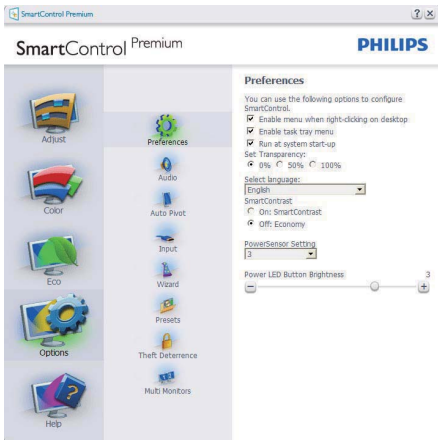 SmartControl Premium
SmartControl Premium
PHILIPS
Adjust
Color
Eco
Options
Help
Preferences
Audio
Auto Pivot
Input
Wizard
Presets
Theft Deterrence
Multi Monitors
Preferences
You can use the following options to configure
SmartControl.
Enable menu when right-clicking on desktop
Enable task tray menu
Run at system start-up
Set Transparency:
0% 50% 100%
Select language:
English
SmartContrast
On: SmartContrast
Off: Economy
PowerSensor Setting
3
Power LED Button Brightness 3